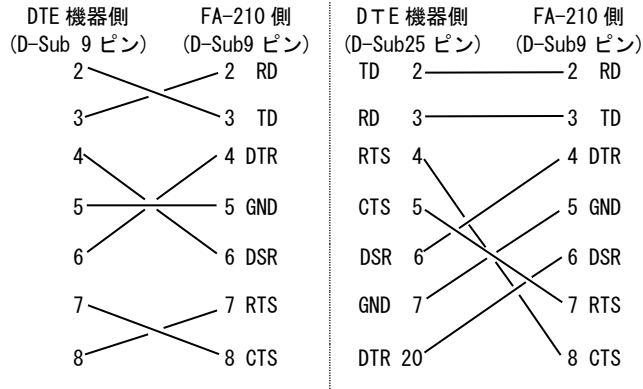 DTE 機器側 FA-210 側
(D-Sub 9 ピン) (D-Sub9 ピン)
2 2 RD
3 3 TD
4 4 DTR
5 5 GND
6 6 DSR
7 7 RTS
8 8 CTS
DTE 機器側 FA-210 側
(D-Sub25 ピン) (D-Sub9 ピン)
TD 2 2 RD
RD 3 3 TD
RTS 4 4 DTR
CTS 5 5 GND
DSR 6 6 DSR
GND 7 7 RTS
DTR 20 8 CTS